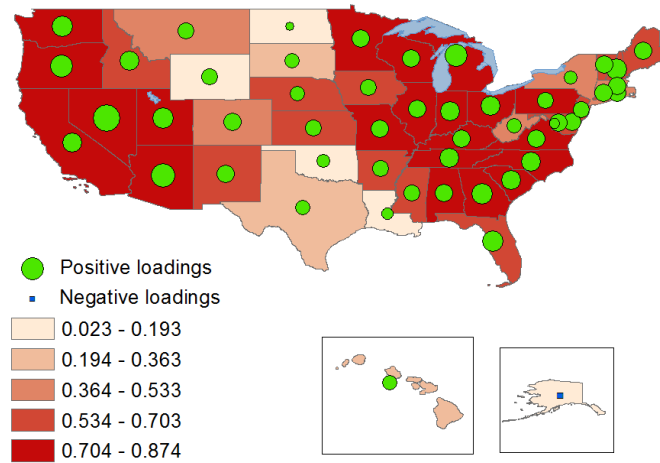 Positive loadings
Negative loadings
0.023 - 0.193
0.194 - 0.363
0.364 - 0.533
0.534 - 0.703
0.704 - 0.874